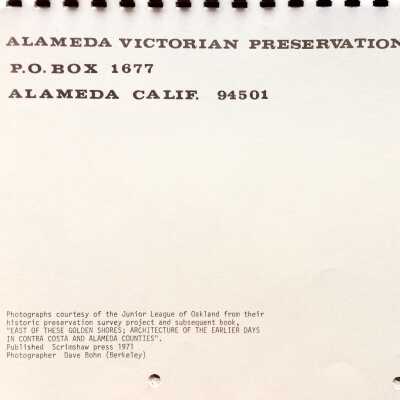 ALAMEDA VICTORIAN PRESERVATION
P.O. BOX 1677
ALAMEDA CALIF. 94501
Photographs courtesy of the Junior League of Oakland from their
historic preservation survey project and subsequent book,
"EAST OF THESE GOLDEN SHORES; ARCHITECTURE OF THE EARLIER DAYS
IN CONTRA COSTA AND ALAMEDA COUNTIES".
Published Scrimshaw press 1971
Photographer Dave Bohn (Berkeley)